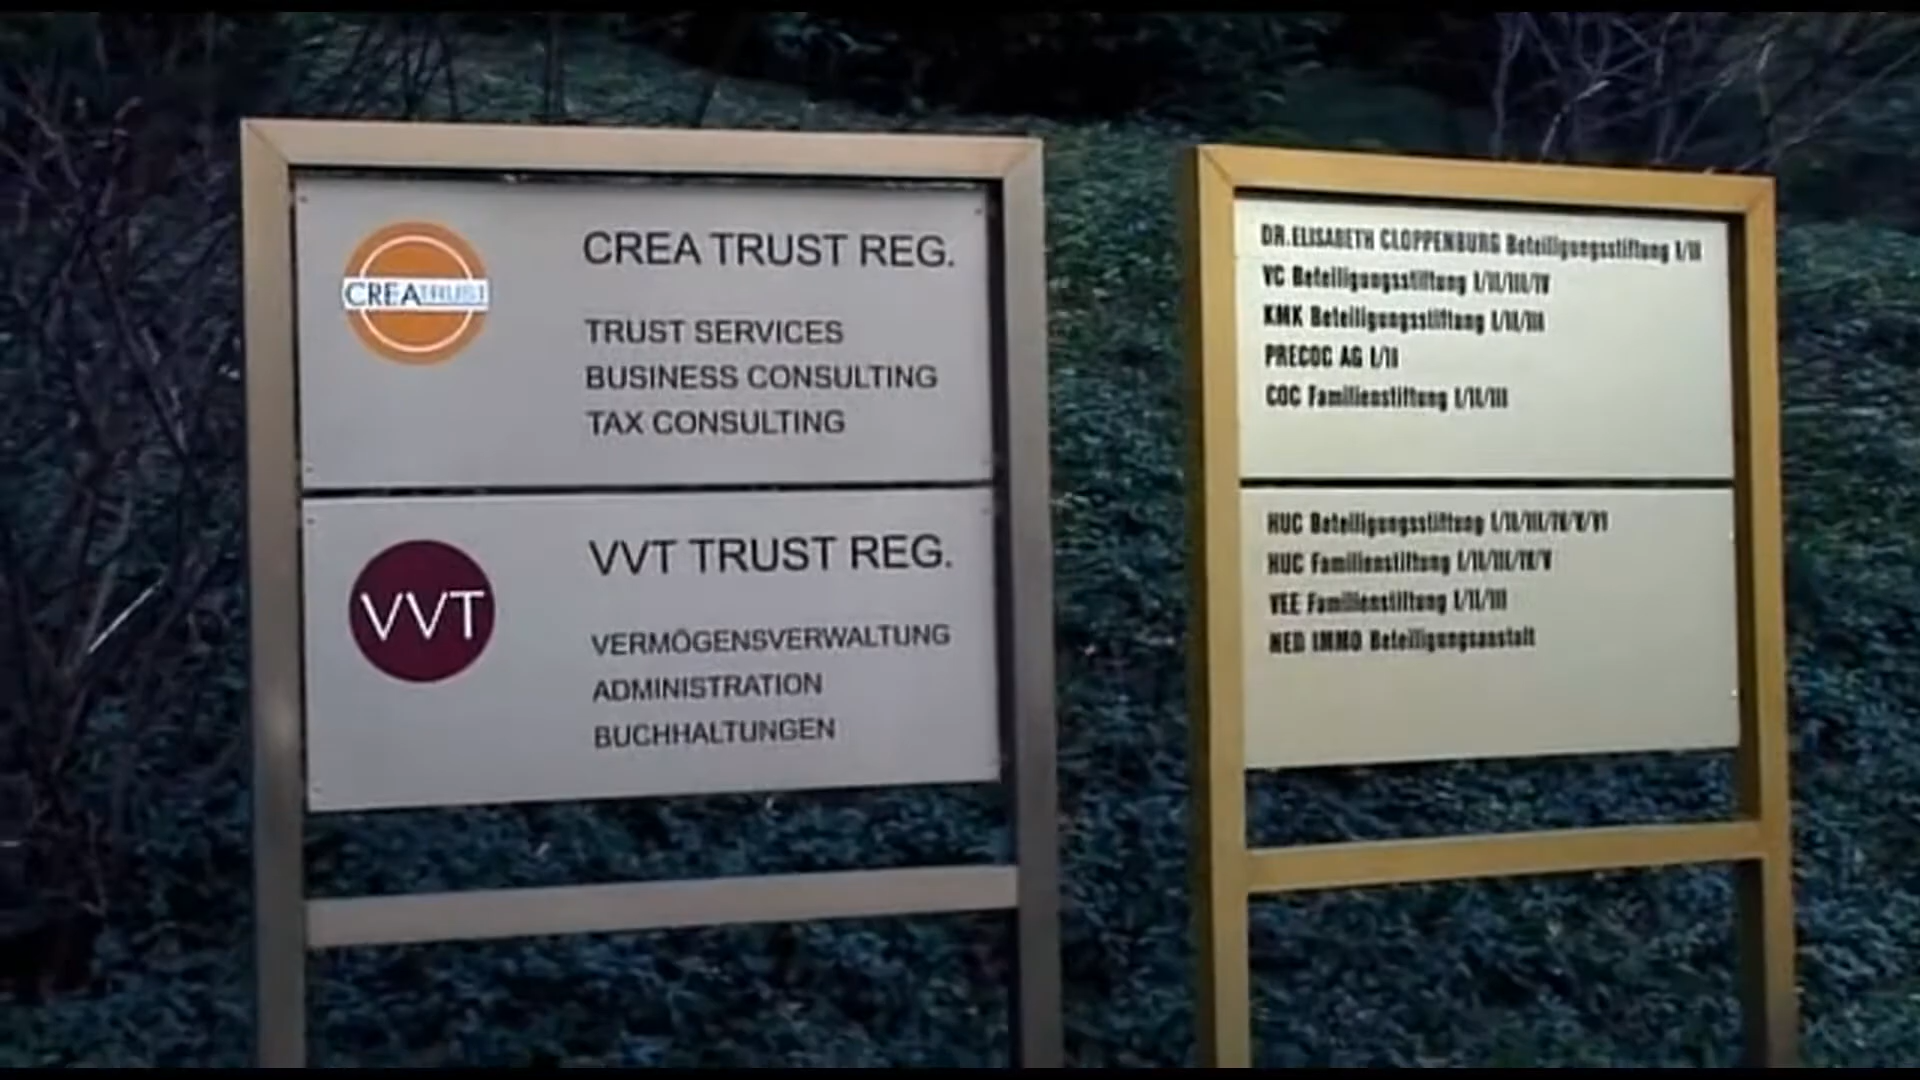 CREATRUST
CREA TRUST REG.
TRUST SERVICES
BUSINESS CONSULTING
TAX CONSULTING
VVT
VVT TRUST REG.
VERMÖGENSVERWALTUNG
ADMINISTRATION
BUCHHALTUNGEN
DR.ELISABETH CLOPPENBURG Beteiligungsstiftung I/II
VC Beteiligungsstiftung I/II/III/IV
KMK Beteiligungsstiftung I/II/III
PRECOC AG I/II
COC Familienstiftung I/II/III
HUC Beteiligungsstiftung I/II/III/IV/V/VI
HUC Familienstiftung I/II/III/IV/V
VEE Familienstiftung I/II/III
NED IMMO Beteiligungsanstalt